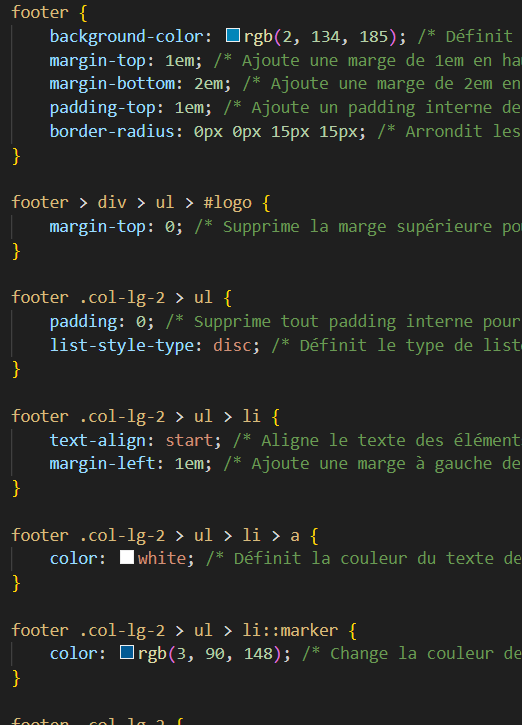 footer {
background-color: rgb(2, 134, 185); /* Définit
margin-top: 1em; /* Ajoute une marge de 1em en hau
margin-bottom: 2em; /* Ajoute une marge de 2em en
padding-top: 1em; /* Ajoute un padding interne de
border-radius: 0px 0px 15px 15px; /* Arrondit les
}
footer > div > ul > #logo {
margin-top: 0; /* Supprime la marge supérieure pou
}
footer .col-lg-2 > ul {
padding: 0; /* Supprime tout padding interne pour
list-style-type: disc; /* Définit le type de liste
}
footer .col-lg-2 > ul > li {
text-align: start; /* Aligne le texte des élément
margin-left: 1em; /* Ajoute une marge à gauche de
}
footer .col-lg-2 > ul > li > a {
color: white; /* Définit la couleur du texte de
}
footer .col-lg-2 > ul > li::marker {
color: rgb(3, 90, 148); /* Change la couleur de
}
footer .col-lg-2 {